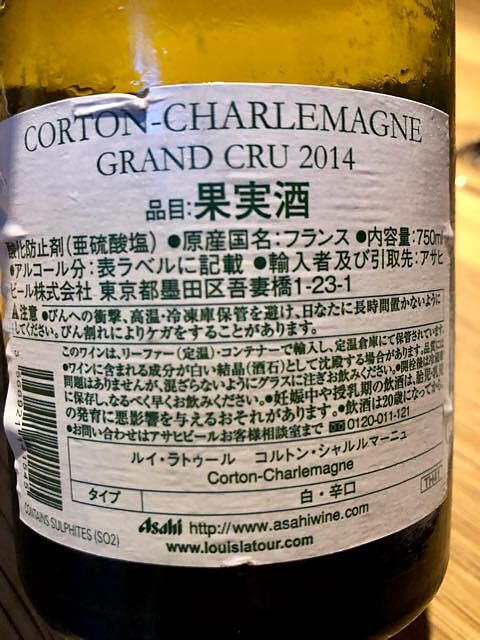 CORTON-CHARLEMAGNE
GRAND CRU 2014
品目:果実酒
酸化防止剤(亜硫酸塩) ●原産国名:フランス ●内容量:750ml
●アルコール分:表ラベルに記載 ●輸入者及び引取先:アサヒ
ビール株式会社 東京都墨田区吾妻橋1-23-1
⚠注意 ●びんへの衝撃、高温・冷凍庫保管を避け、日なたに長時間置かないように
してください。びん割れによりケガをすることがあります。
このワインは、リーファー(定温)・コンテナーで輸入し、定温倉庫にて保管されています。
●ワインに含まれる成分が白い結晶(酒石)として沈殿する場合があります。品質には
問題はありませんが、混ざらないようにグラスに注ぎお飲みください。●開栓後は冷蔵庫
に保存し、なるべく早くお飲みください。●妊娠中や授乳期の飲酒は、胎児・乳児
の発育に悪影響を与えるおそれがあります。●飲酒は20歳になってから。
●お問い合わせはアサヒビールお客様相談室まで 0120-011-121
ルイ・ラトゥール コルトン・シャルルマーニュ
Corton-Charlemagne
タイプ 白・辛口
CONTAINS SULPHITES (SO2)
Asahi http://www.asahiwine.com
www.louislatour.com